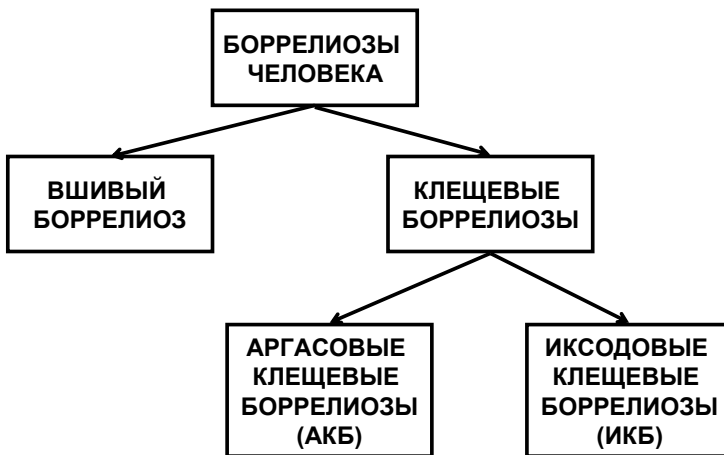 БОРРЕЛИОЗЫ
ЧЕЛОВЕКА
ВШИВЫЙ
БОРРЕЛИОЗ
КЛЕЩЕВЫЕ
БОРРЕЛИОЗЫ
АРГАСОВЫЕ
КЛЕЩЕВЫЕ
БОРРЕЛИОЗЫ
(АКБ)
ИКСОДОВЫЕ
КЛЕЩЕВЫЕ
БОРРЕЛИОЗЫ
(ИКБ)